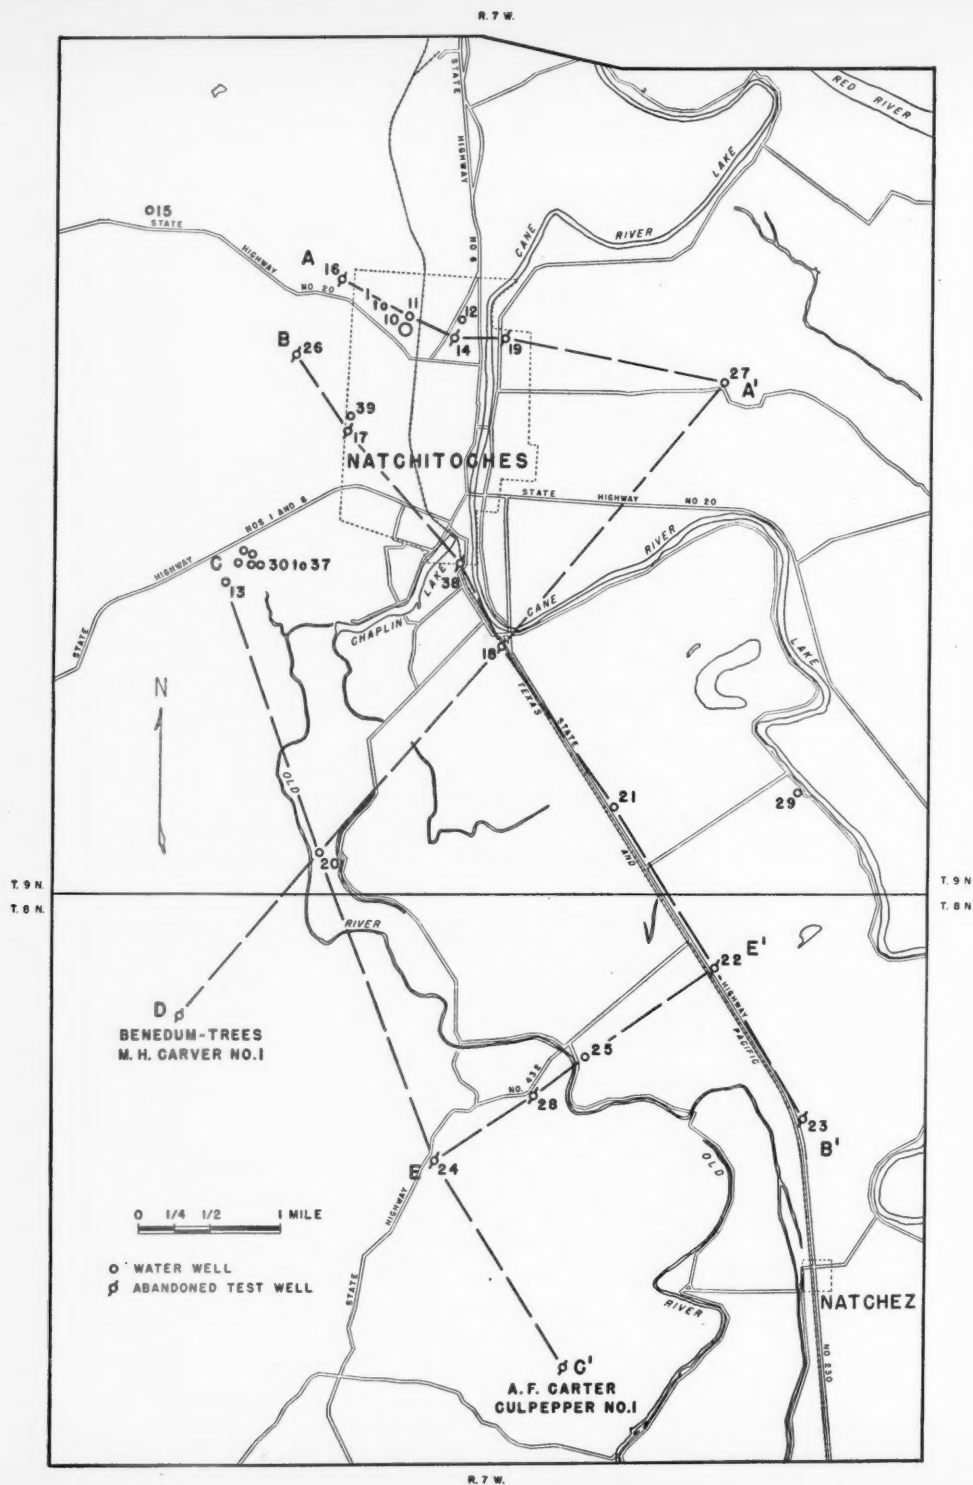 R. 7 W.
RED RIVER
STATE
HIGHWAY
NO. 6
CANE
RIVER
LAKE
15
STATE
HIGHWAY
NO. 20
A
16
1
To
10
11
12
14
19
27
A'
B
26
39
17
NATCHITOCHES
STATE
HIGHWAY
NO 20
STATE
HIGHWAY
NOS 1 AND 6
C
30 to 37
13
38
CHAPLIN
LAKE
CANE
RIVER
LAKE
18
N
TEXAS
AND
PACIFIC
STATE
HIGHWAY
OLD
RIVER
21
29
20
T. 9 N.
T. 8 N.
T. 9 N.
T. 8 N.
22
E'
D
BENEDUM-TREES
M. H. CARVER NO.1
25
NO. 432
28
23
B'
E
24
HIGHWAY
STATE
OLD
RIVER
0 1/4 1/2 1 MILE
WATER WELL
ABANDONED TEST WELL
NATCHEZ
NO 230
C'
A. F. CARTER
CULPEPPER NO.1
R. 7 W.